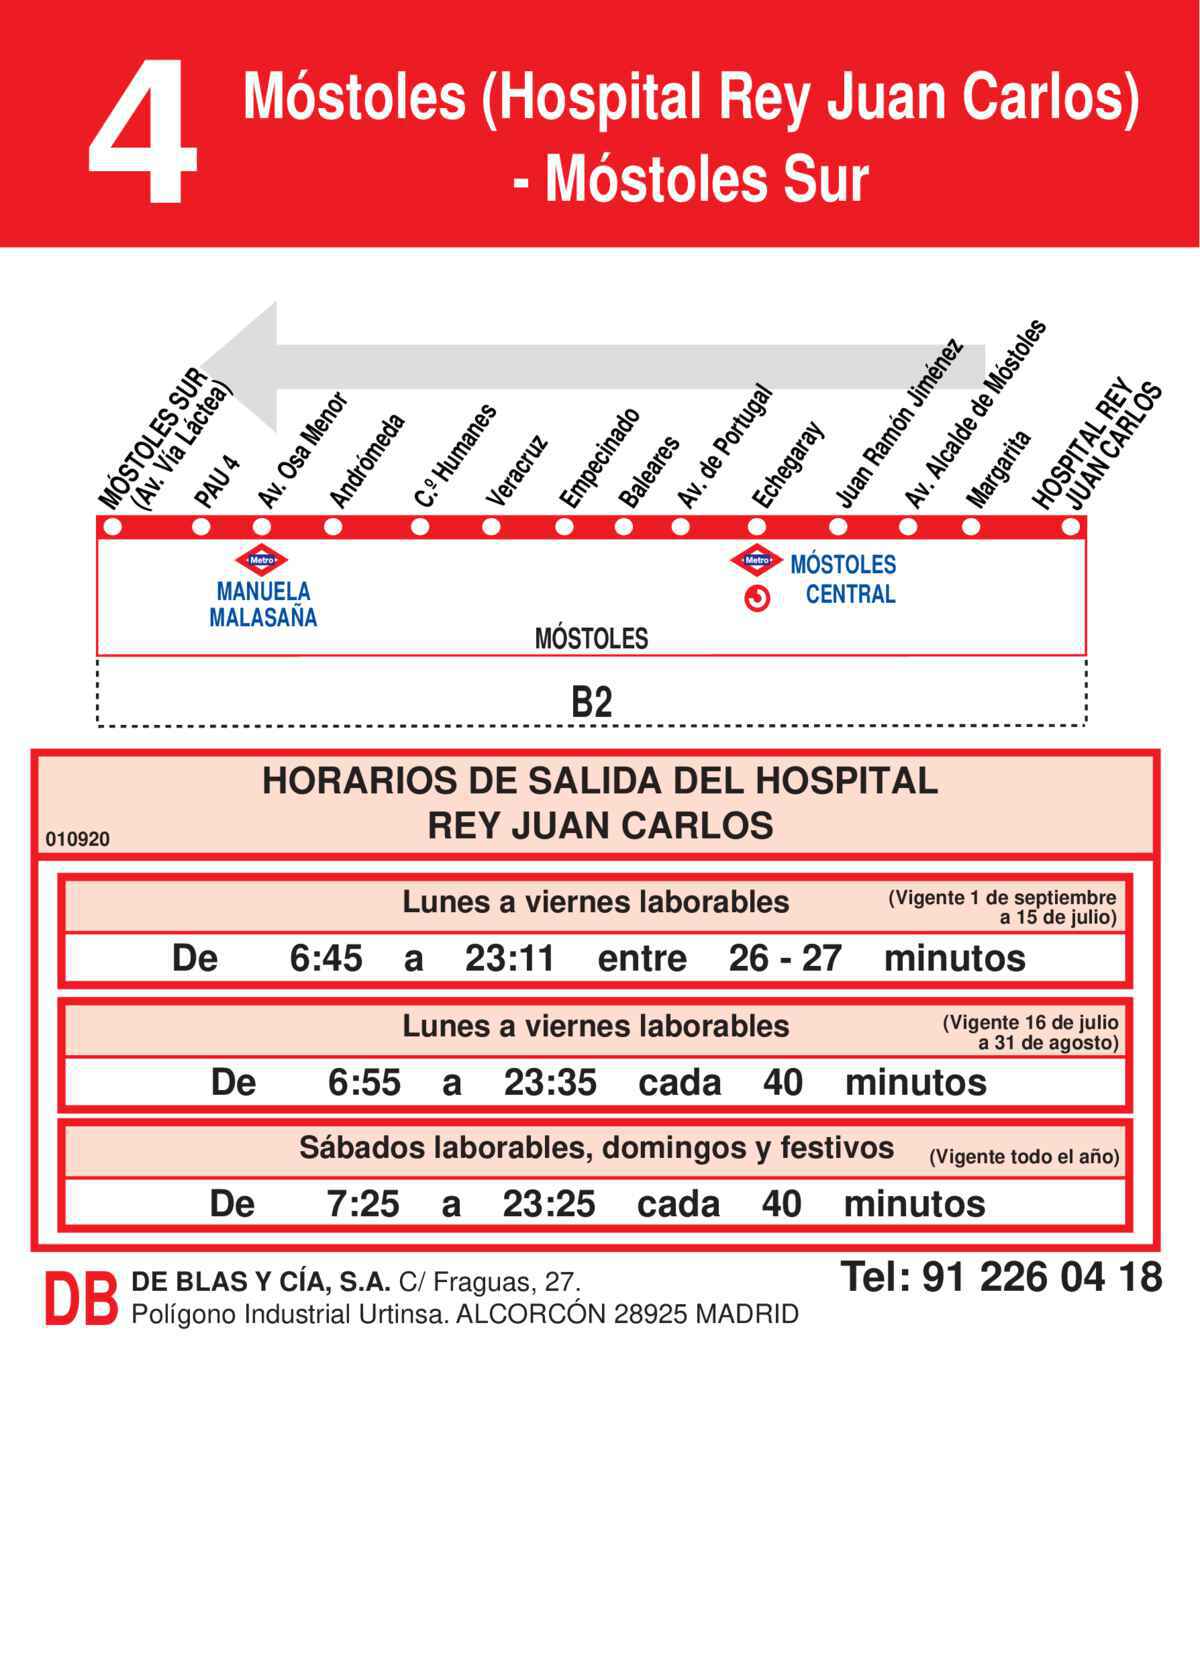 4
Móstoles (Hospital Rey Juan Carlos)
- Móstoles Sur
MÓSTOLES SUR
(Av. Vía Láctea)
PAU 4
Av. Osa Menor
Andrómeda
C.º Humanes
Veracruz
Empecinado
Baleares
Av. de Portugal
Echegaray
Juan Ramón Jiménez
Av. Alcalde de Móstoles
Margarita
HOSPITAL REY
JUAN CARLOS
Metro
MANUELA
MALASAÑA
Metro
MÓSTOLES
CENTRAL
MÓSTOLES
B2
HORARIOS DE SALIDA DEL HOSPITAL
REY JUAN CARLOS
010920
Lunes a viernes laborables (Vigente 1 de septiembre
a 15 de julio)
De 6:45 a 23:11 entre 26 - 27 minutos
Lunes a viernes laborables (Vigente 16 de julio
a 31 de agosto)
De 6:55 a 23:35 cada 40 minutos
Sábados laborables, domingos y festivos (Vigente todo el año)
De 7:25 a 23:25 cada 40 minutos
DB DE BLAS Y CÍA, S.A. C/ Fraguas, 27.
Polígono Industrial Urtinsa. ALCORCÓN 28925 MADRID
Tel: 91 226 04 18